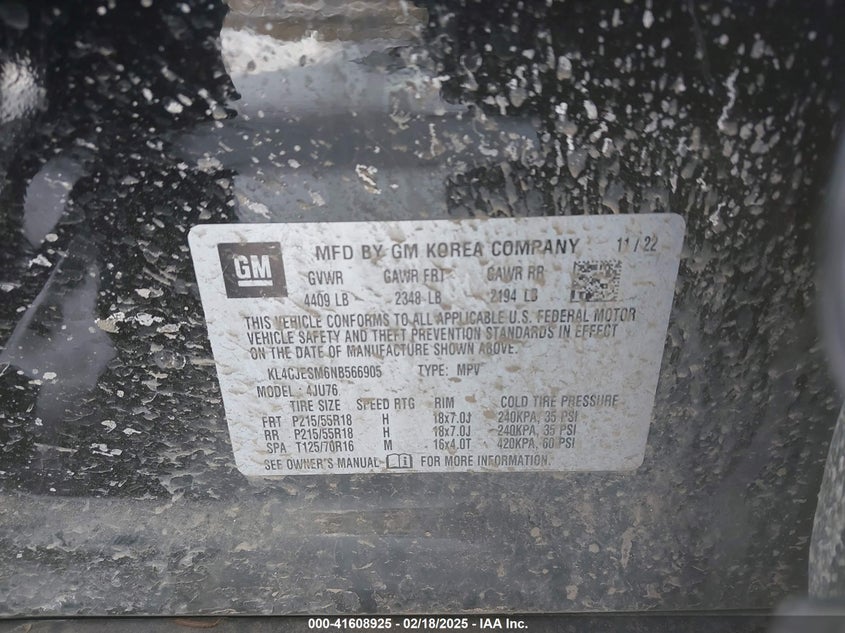 GM MFD BY GM KOREA COMPANY 11/22
GVWR GAWR FRT GAWR RR
4409 LB 2348 LB 2194 LB
THIS VEHICLE CONFORMS TO ALL APPLICABLE U.S. FEDERAL MOTOR
VEHICLE SAFETY AND THEFT PREVENTION STANDARDS IN EFFECT
ON THE DATE OF MANUFACTURE SHOWN ABOVE.
KL4CJESM6NB566905 TYPE: MPV
MODEL: 4JU76
TIRE SIZE SPEED RTG RIM COLD TIRE PRESSURE
FRT P215/55R18 H 18x7.0J 240KPA, 35 PSI
RR P215/55R18 H 18x7.0J 240KPA, 35 PSI
SPA T125/70R16 M 16x4.0T 420KPA, 60 PSI
SEE OWNER'S MANUAL FOR MORE INFORMATION.
000-41608925 - 02/18/2025 - IAA Inc.